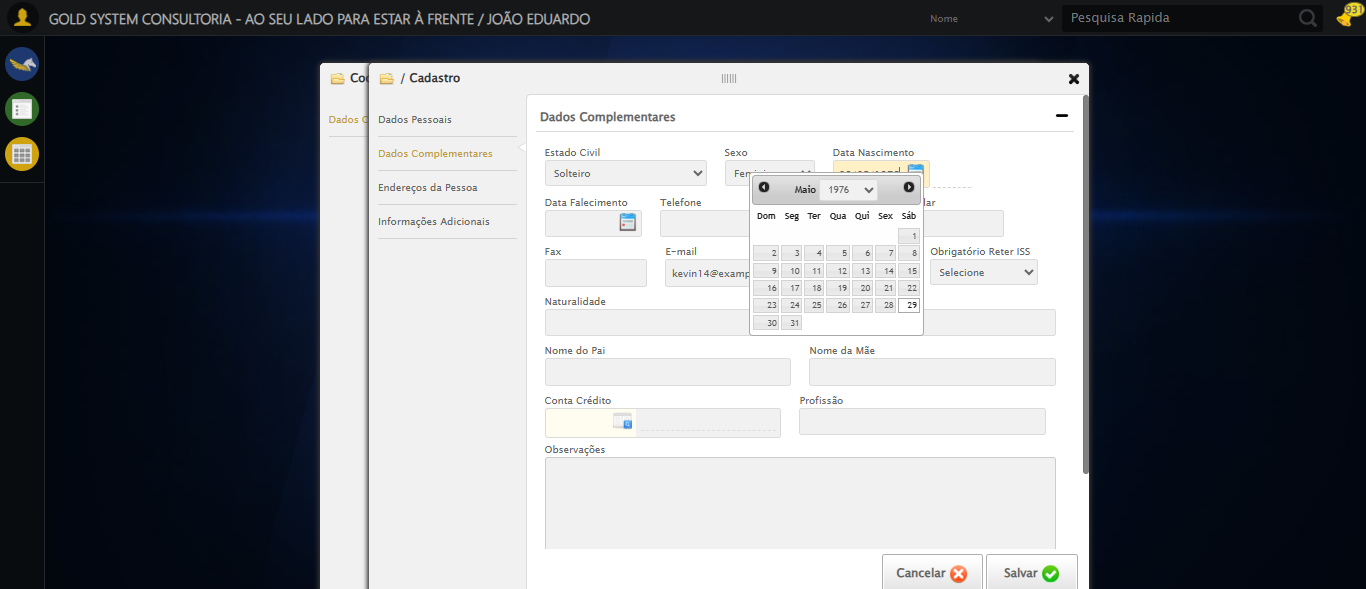 GOLD SYSTEM CONSULTORIA - AO SEU LADO PARA ESTAR À FRENTE / JOÃO EDUARDO
Nome
Pesquisa Rapida
931
/ Cadastro
Dados Pessoais
Dados Complementares
Endereços da Pessoa
Informações Adicionais
Dados Complementares
Estado Civil Sexo Data Nascimento
Solteiro
Data Falecimento Telefone
Maio 1976
Dom Seg Ter Qua Qui Sex Sáb
1
2 3 4 5 6 7 8
9 10 11 12 13 14 15
16 17 18 19 20 21 22
23 24 25 26 27 28 29
30 31
Fax E-mail Obrigatório Reter ISS
kevin14@examp Selecione
Naturalidade
Nome do Pai Nome da Mãe
Conta Crédito Profissão
Observações
Cancelar Salvar